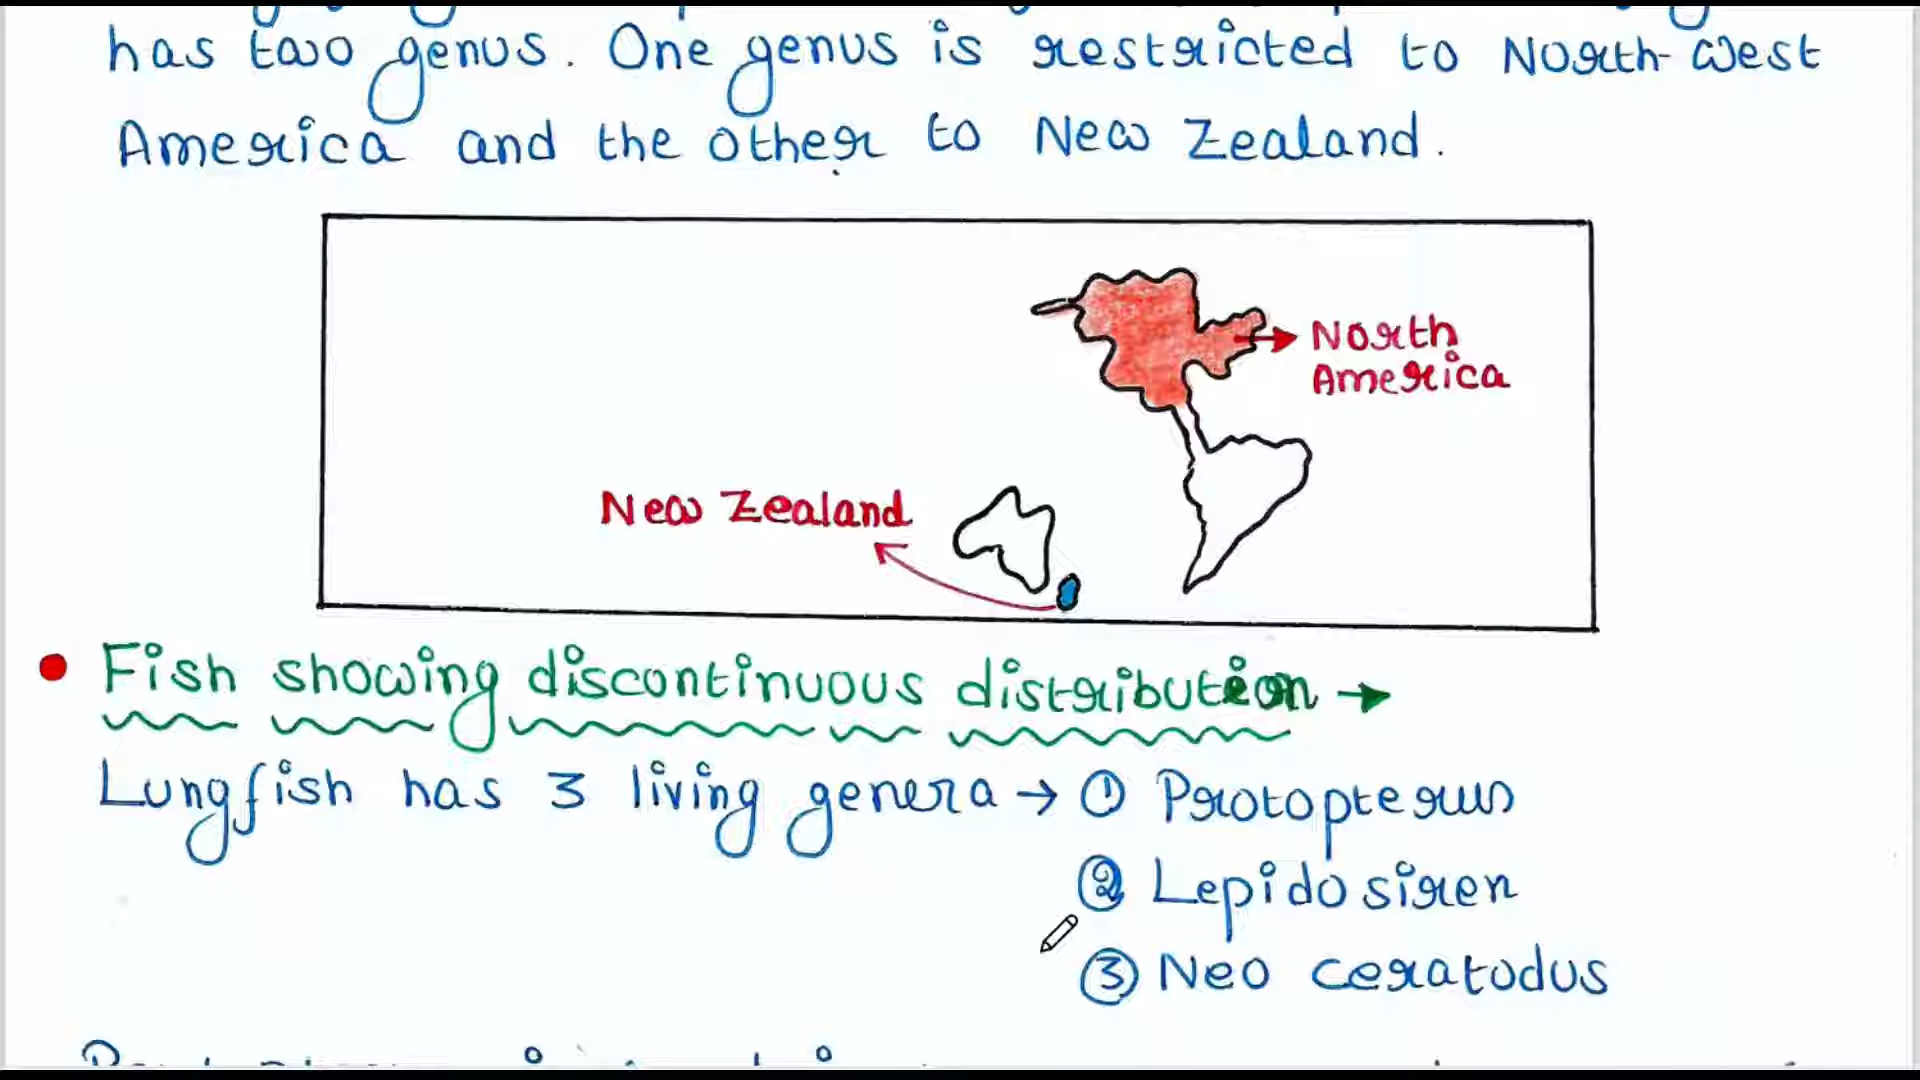 has two genus. One genus is restricted to North-West
America and the other to New Zealand.
North
America
New Zealand
• Fish showing discontinuous distribution →
Lungfish has 3 living genera → ① Protopterus
② Lepidosiren
③ Neo ceratodus